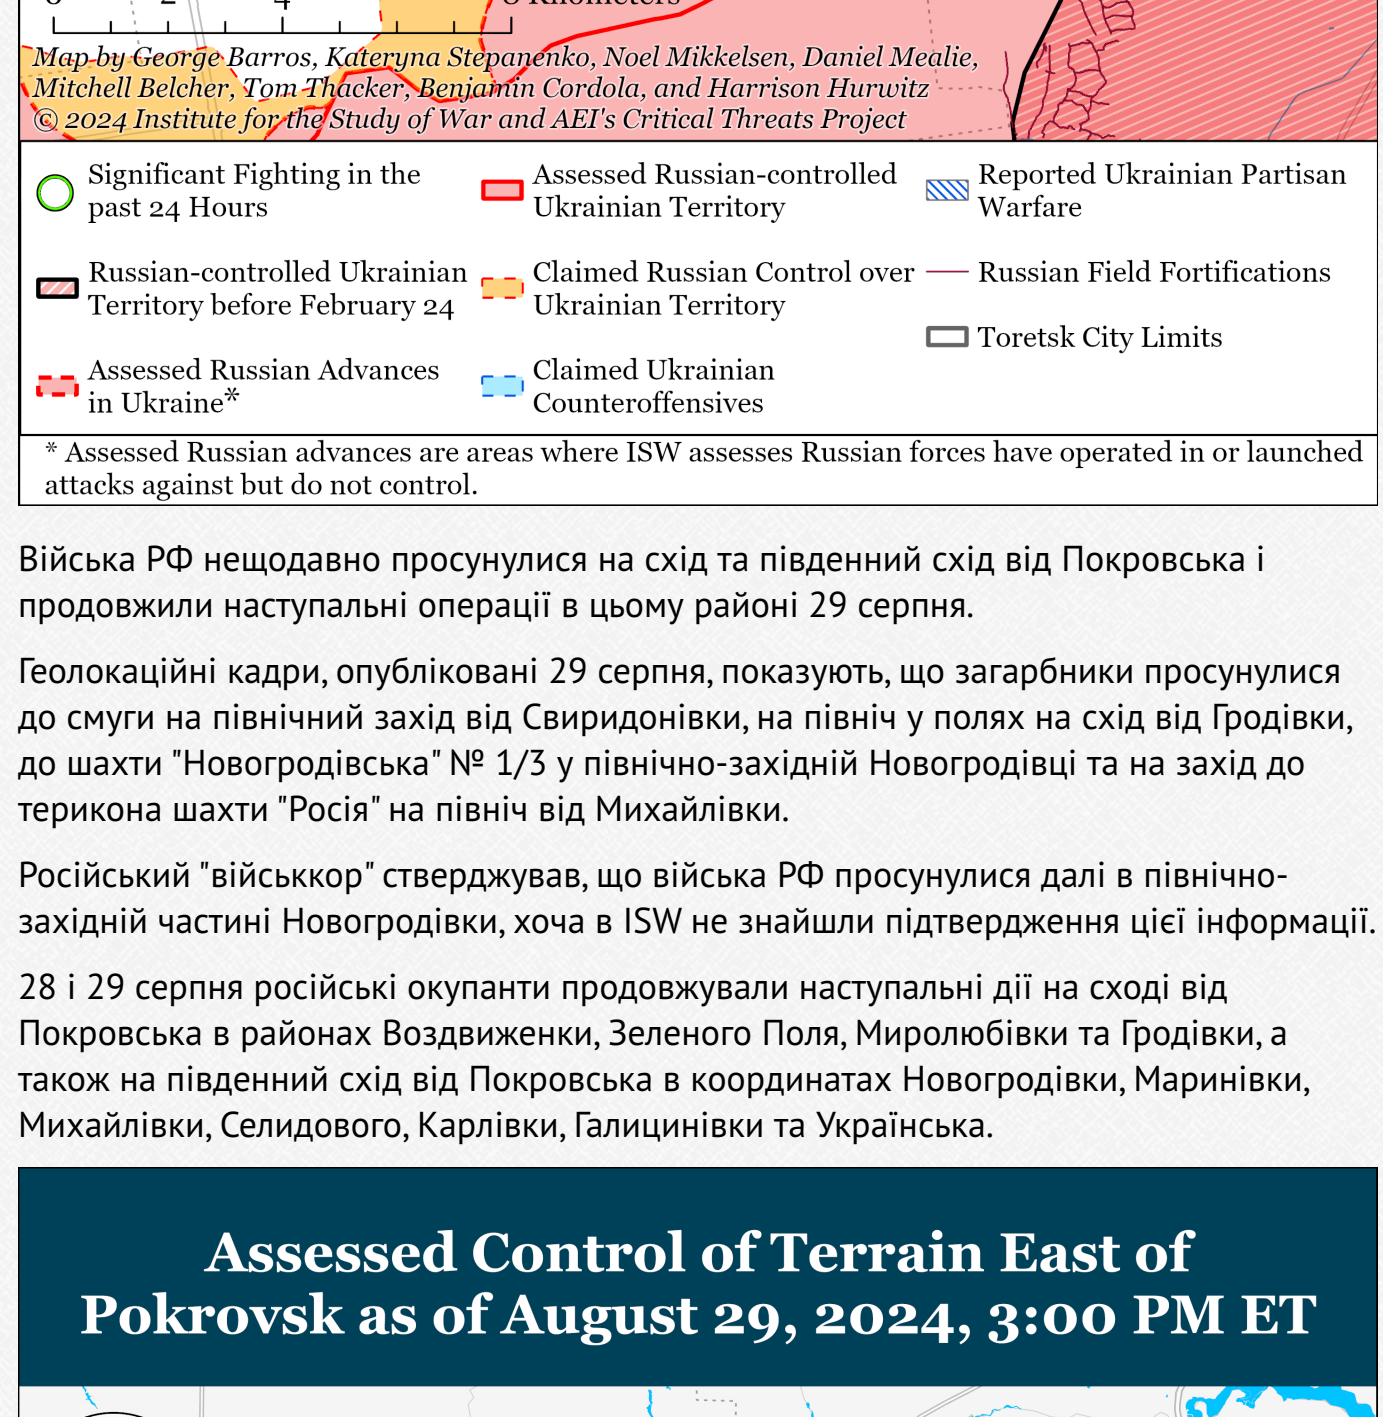 Map by George Barros, Kateryna Stepanenko, Noel Mikkelsen, Daniel Mealie,
Mitchell Belcher, Tom Thacker, Benjamin Cordola, and Harrison Hurwitz
© 2024 Institute for the Study of War and AEI's Critical Threats Project
Significant Fighting in the
past 24 Hours
Russian-controlled Ukrainian
Territory before February 24
Assessed Russian Advances
in Ukraine*
Assessed Russian-controlled
Ukrainian Territory
Claimed Russian Control over
Ukrainian Territory
Claimed Ukrainian
Counteroffensives
Reported Ukrainian Partisan
Warfare
Russian Field Fortifications
Toretsk City Limits
* Assessed Russian advances are areas where ISW assesses Russian forces have operated in or launched
attacks against but do not control.
Війська РФ нещодавно просунулися на схід та південний схід від Покровська і
продовжили наступальні операції в цьому районі 29 серпня.
Геолокаційні кадри, опубліковані 29 серпня, показують, що загарбники просунулися
до смуги на північний захід від Свиридонівки, на північ у полях на схід від Гродівки,
до шахти "Новогродівська" № 1/3 у північно-західній Новогродівці та на захід до
терикона шахти "Росія" на північ від Михайлівки.
Російський "військкор" стверджував, що війська РФ просунулися далі в північно-
західній частині Новогродівки, хоча в ISW не знайшли підтвердження цієї інформації.
28 і 29 серпня російські окупанти продовжували наступальні дії на сході від
Покровська в районах Воздвиженки, Зеленого Поля, Миролюбівки та Гродівки, а
також на південний схід від Покровська в координатах Новогродівки, Маринівки,
Михайлівки, Селидового, Карлівки, Галицинівки та Українська.
Assessed Control of Terrain East of
Pokrovsk as of August 29, 2024, 3:00 PM ET